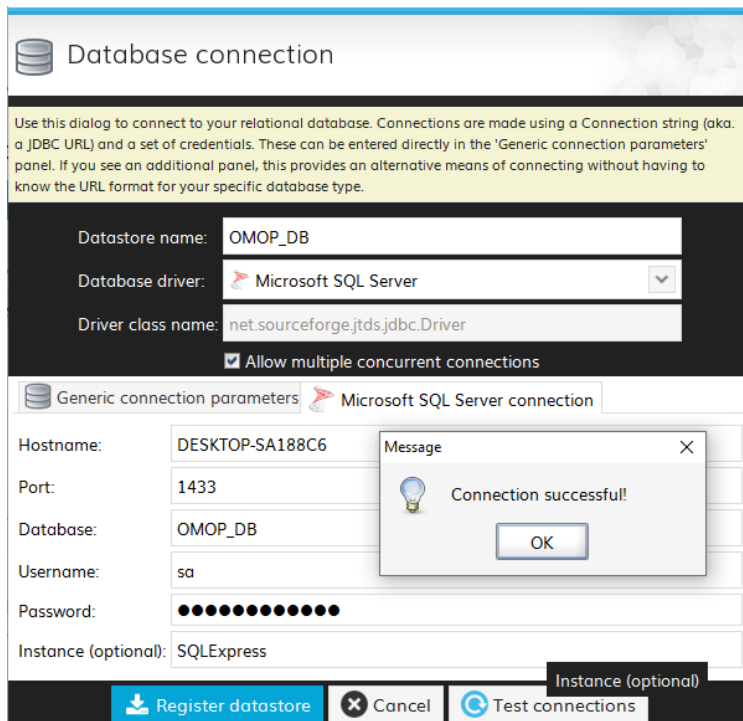 Database connection
Use this dialog to connect to your relational database. Connections are made using a Connection string (aka.
a JDBC URL) and a set of credentials. These can be entered directly in the 'Generic connection parameters'
panel. If you see an additional panel, this provides an alternative means of connecting without having to
know the URL format for your specific database type.
Datastore name: OMOP_DB
Database driver: Microsoft SQL Server
Driver class name: net.sourceforge.jtds.jdbc.Driver
Allow multiple concurrent connections
Generic connection parameters Microsoft SQL Server connection
Hostname: DESKTOP-SA188C6
Message
Port: 1433
Connection successful!
Database: OMOP_DB
OK
Username: sa
Password: ●●●●●●●●●●●●
Instance (optional): SQLExpress
Instance (optional)
Register datastore Cancel Test connections